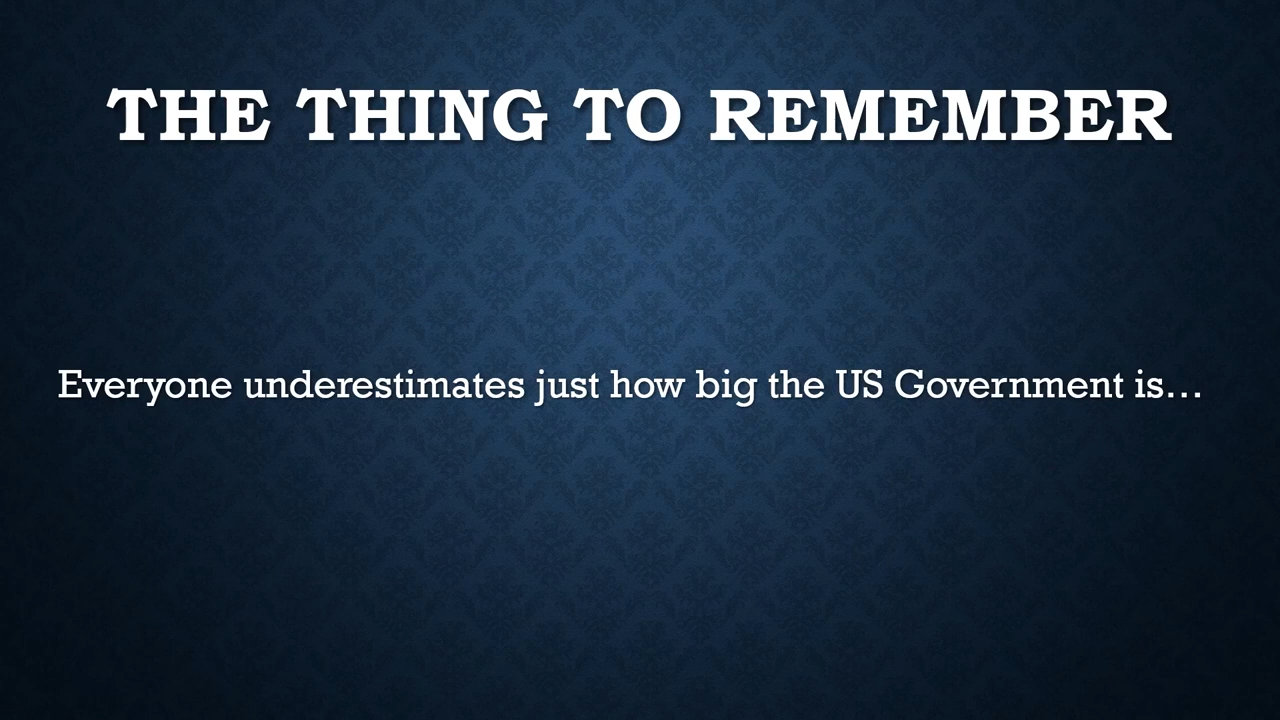 THE THING TO REMEMBER
Everyone underestimates just how big the US Government is…